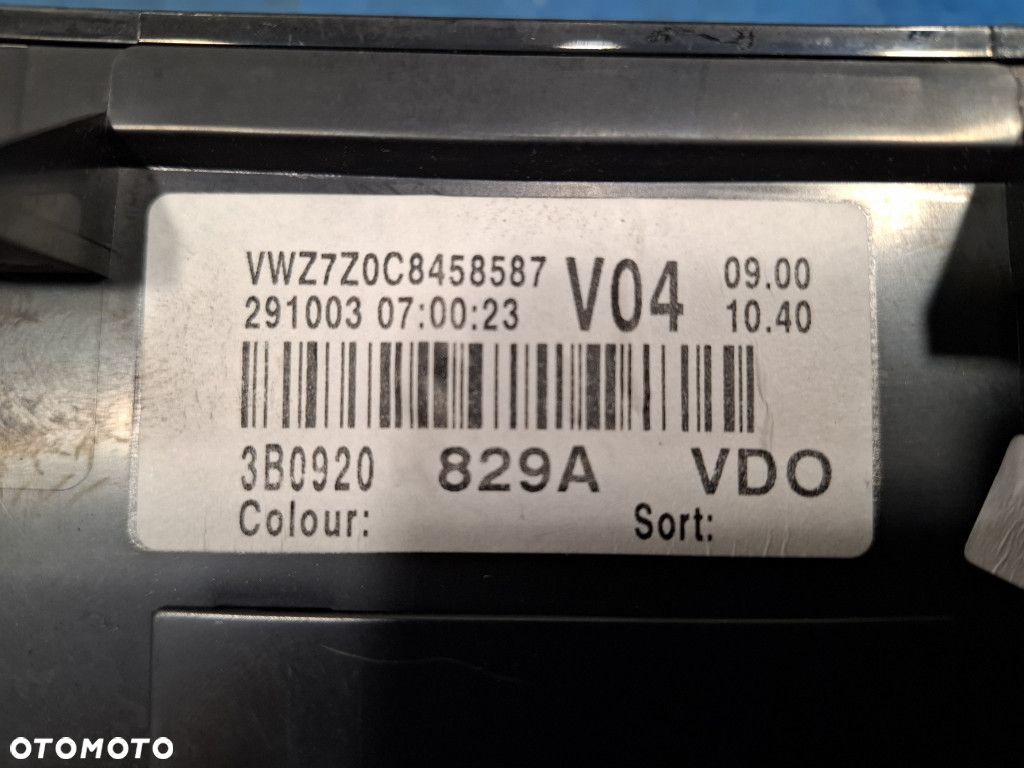 VWZ7Z0C8458587 V04 09.00
291003 07:00:23 10.40
3B0920 829A VDO
Colour: Sort:
OTOMOTO